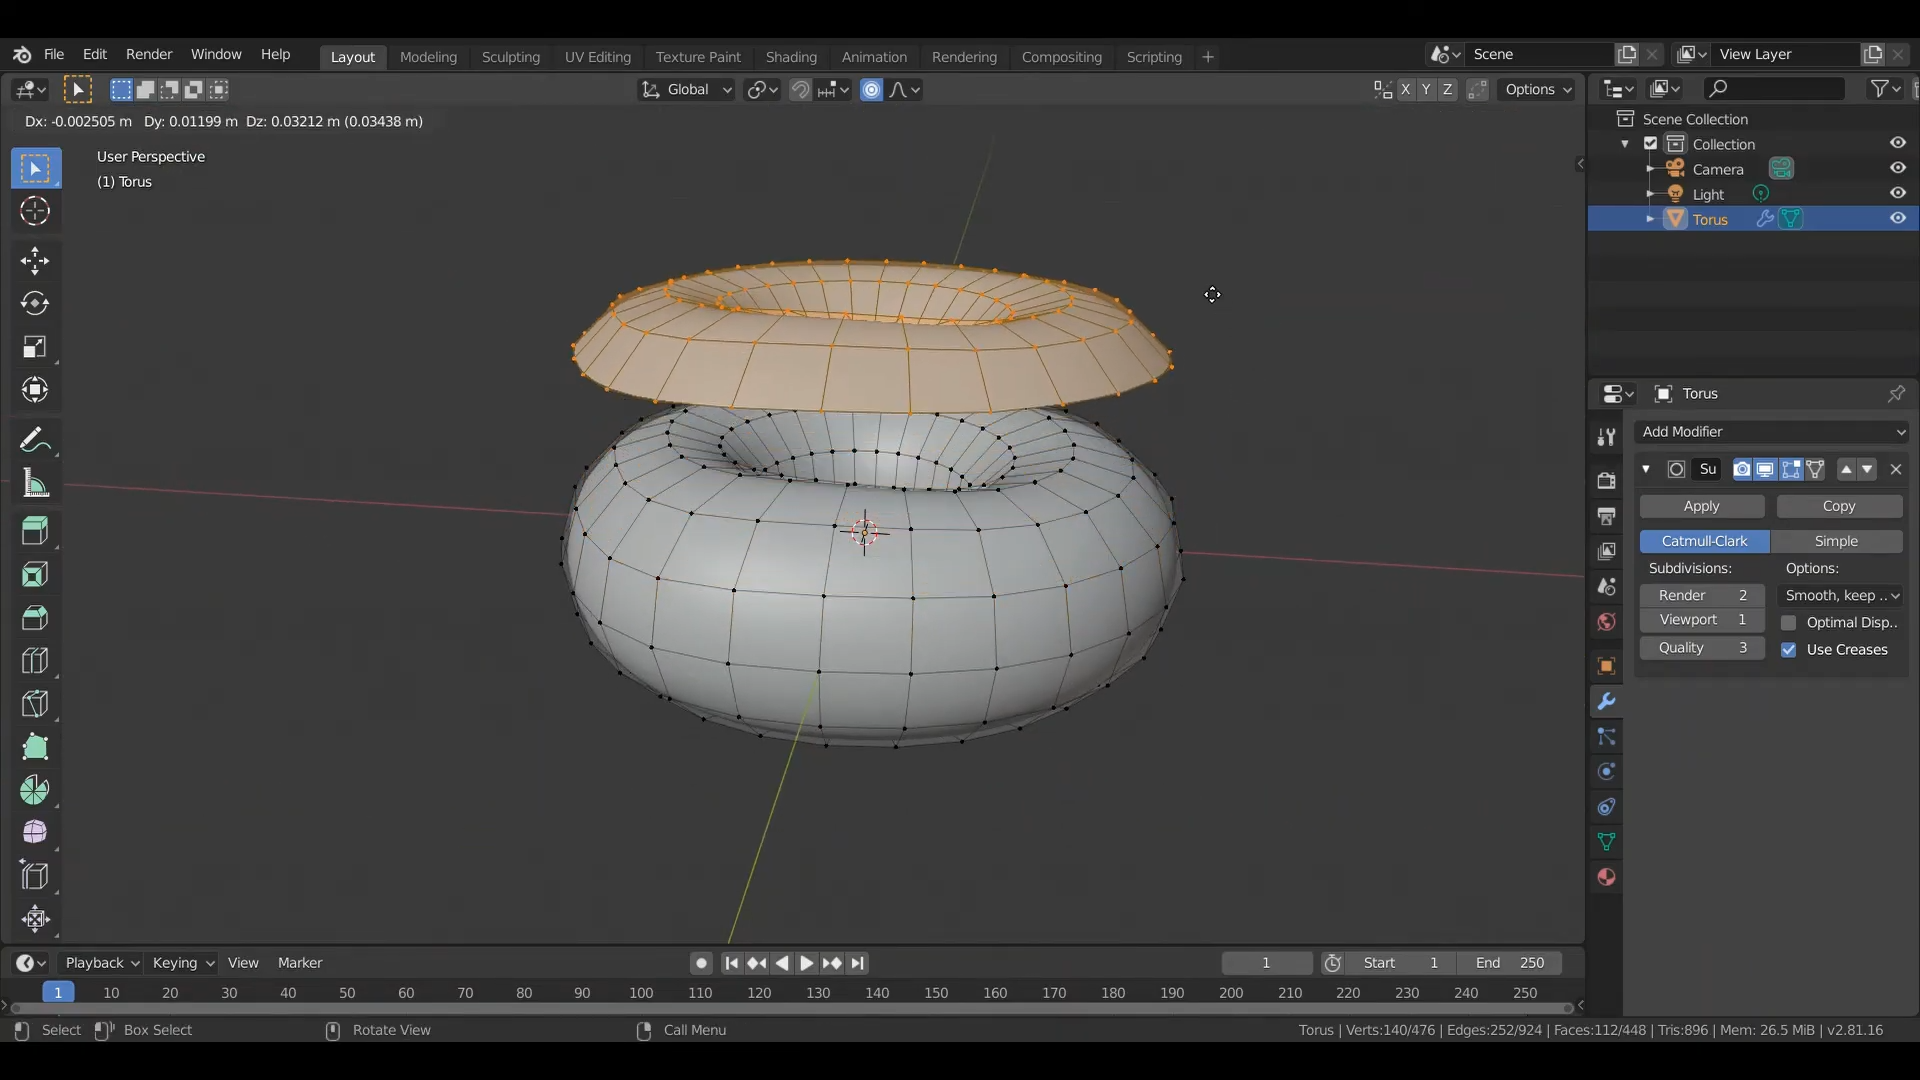 File Edit Render Window Help Layout Modeling Sculpting UV Editing Texture Paint Shading Animation Rendering Compositing Scripting + Scene View Layer
Global X Y Z Options
Dx: -0.002505 m Dy: 0.01199 m Dz: 0.03212 m (0.03438 m)
User Perspective
(1) Torus
Scene Collection
Collection
Camera
Light
Torus
Torus
Add Modifier
Su
Apply Copy
Catmull-Clark Simple
Subdivisions: Options:
Render 2 Smooth, keep ..
Viewport 1 Optimal Disp..
Quality 3 Use Creases
Playback Keying View Marker 1 Start 1 End 250
1 10 20 30 40 50 60 70 80 90 100 110 120 130 140 150 160 170 180 190 200 210 220 230 240 250
Select Box Select Rotate View Call Menu Torus | Verts:140/476 | Edges:252/924 | Faces:112/448 | Tris:896 | Mem: 26.5 MiB | v2.81.16